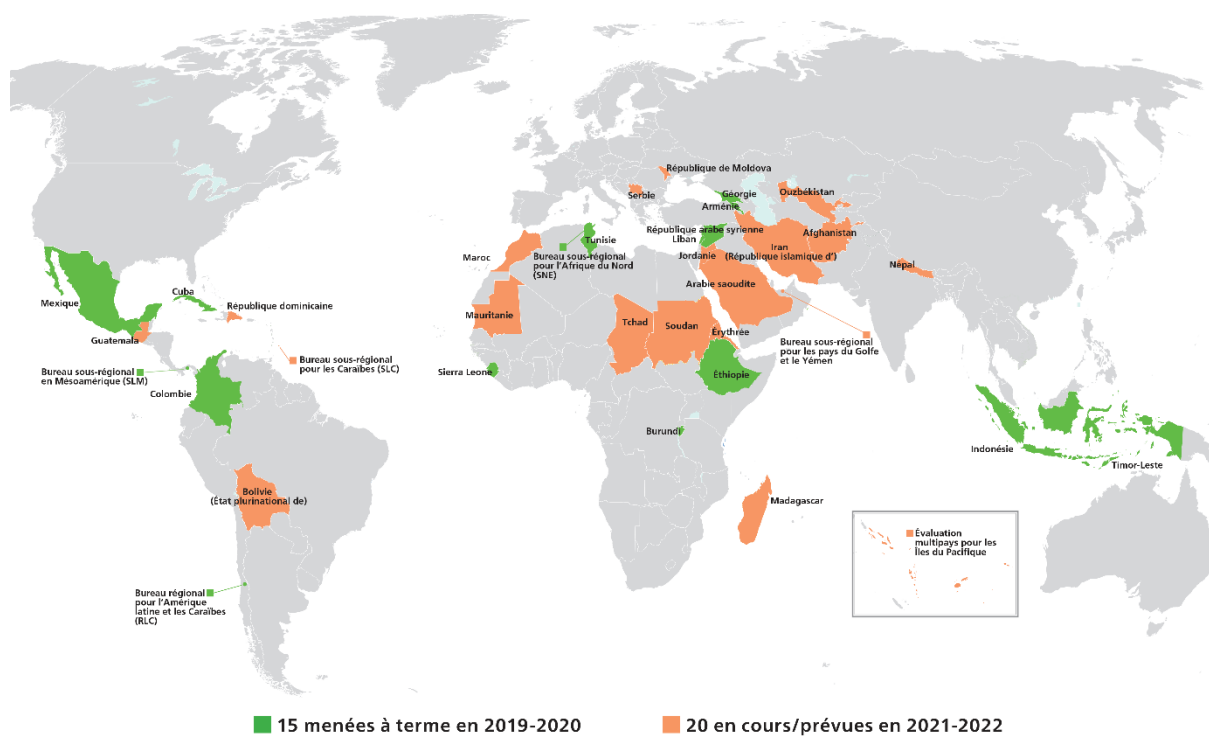 République de Moldova
Serbie
Géorgie
Ouzbékistan
Arménie
République arabe syrienne
Liban
Afghanistan
Tunisie
Jordanie
Iran
(République islamique d')
Maroc
Bureau sous-régional
pour l'Afrique du Nord
(SNE)
Népal
Arabie saoudite
Mexique
Cuba
République dominicaine
Mauritanie
Tchad
Soudan
Érythrée
Guatemala
Bureau sous-régional
pour les pays du Golfe
et le Yémen
Bureau sous-régional
pour les Caraïbes (SLC)
Bureau sous-régional
en Mésoamérique (SLM)
Sierra Leone
Éthiopie
Colombie
Burundi
Indonésie
Timor-Leste
Bolivie
(État plurinational de)
Madagascar
Évaluation
multipays pour les
Îles du Pacifique
Bureau régional
pour l'Amérique
latine et les Caraïbes
(RLC)
15 menées à terme en 2019-2020
20 en cours/prévues en 2021-2022